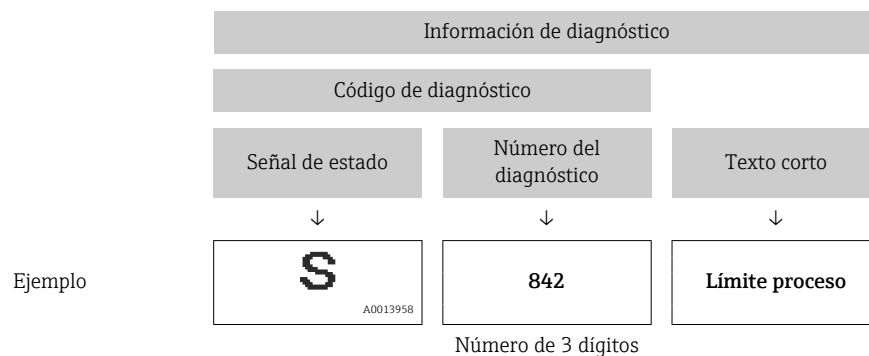 Información de diagnóstico
Código de diagnóstico
Señal de estado
Número del
diagnóstico
Texto corto
↓ ↓ ↓
Ejemplo
S
A0013958
842
Límite proceso
Número de 3 dígitos